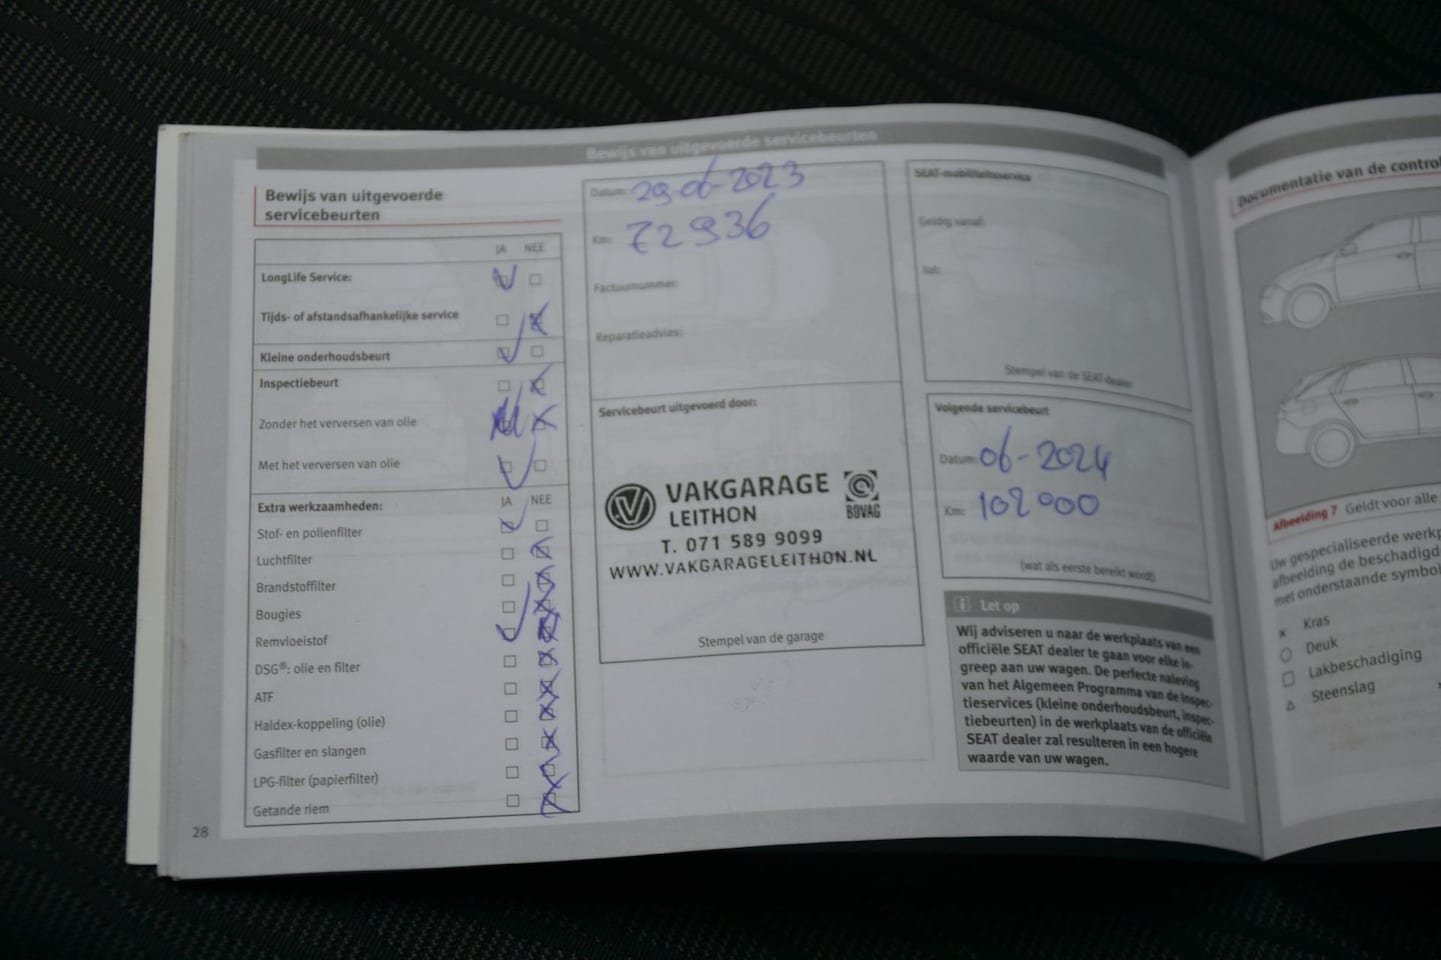 Bewijs van uitgevoerde servicebeurten
Bewijs van uitgevoerde
servicebeurten
JA NEE
LongLife Service:
Tijds- of afstandsafhankelijke service
Kleine onderhoudsbeurt
Inspectiebeurt
Zonder het verversen van olie
Met het verversen van olie
Extra werkzaamheden: JA NEE
Stof- en pollenfilter
Luchtfilter
Brandstoffilter
Bougies
Remvloeistof
DSG®: olie en filter
ATF
Haldex-koppeling (olie)
Gasfilter en slangen
LPG-filter (papierfilter)
Getande riem
28
Datum: 29-06-2023
Km: 72936
Factuurnummer:
Reparatieadvies:
Servicebeurt uitgevoerd door:
VAKGARAGE
LEITHON
BOVAG
T. 071 589 9099
WWW.VAKGARAGELEITHON.NL
Stempel van de garage
SEAT-mobiliteitsservice
Geldig vanaf:
tot:
Stempel van de SEAT-dealer
Volgende servicebeurt
Datum: 06-2024
Km: 102000
(wat als eerste bereikt wordt)
Let op
Wij adviseren u naar de werkplaats van een
officiële SEAT dealer te gaan voor elke in-
greep aan uw wagen. De perfecte naleving
van het Algemeen Programma van de Inspec-
tieservices (kleine onderhoudsbeurt, inspec-
tiebeurten) in de werkplaats van de officiële
SEAT dealer zal resulteren in een hogere
waarde van uw wagen.
Documentatie van de control
Afbeelding 7 Geldt voor alle
Uw gespecialiseerde werkp
afbeelding de beschadigd
met onderstaande symbol
x Kras
Deuk
Lakbeschadiging
Steenslag